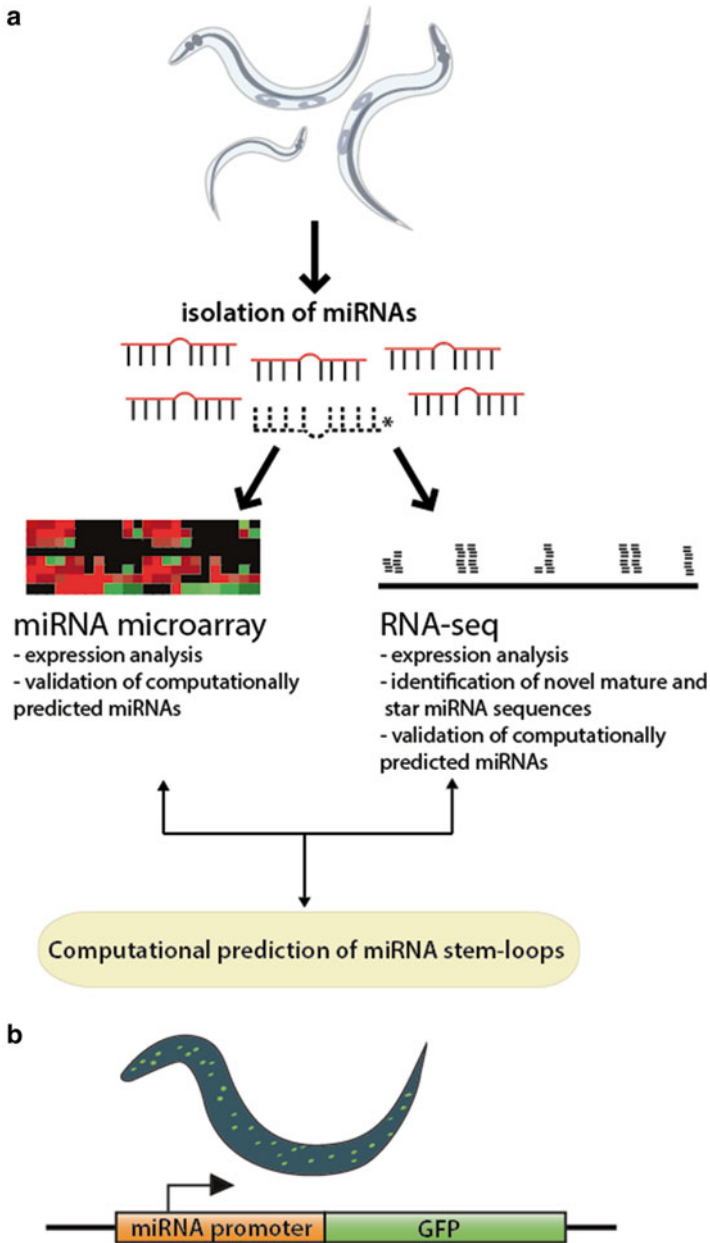 a
isolation of miRNAs
*
miRNA microarray
- expression analysis
- validation of computationally
predicted miRNAs
RNA-seq
- expression analysis
- identification of novel mature and
star miRNA sequences
- validation of computationally
predicted miRNAs
Computational prediction of miRNA stem-loops
b
miRNA promoter
GFP